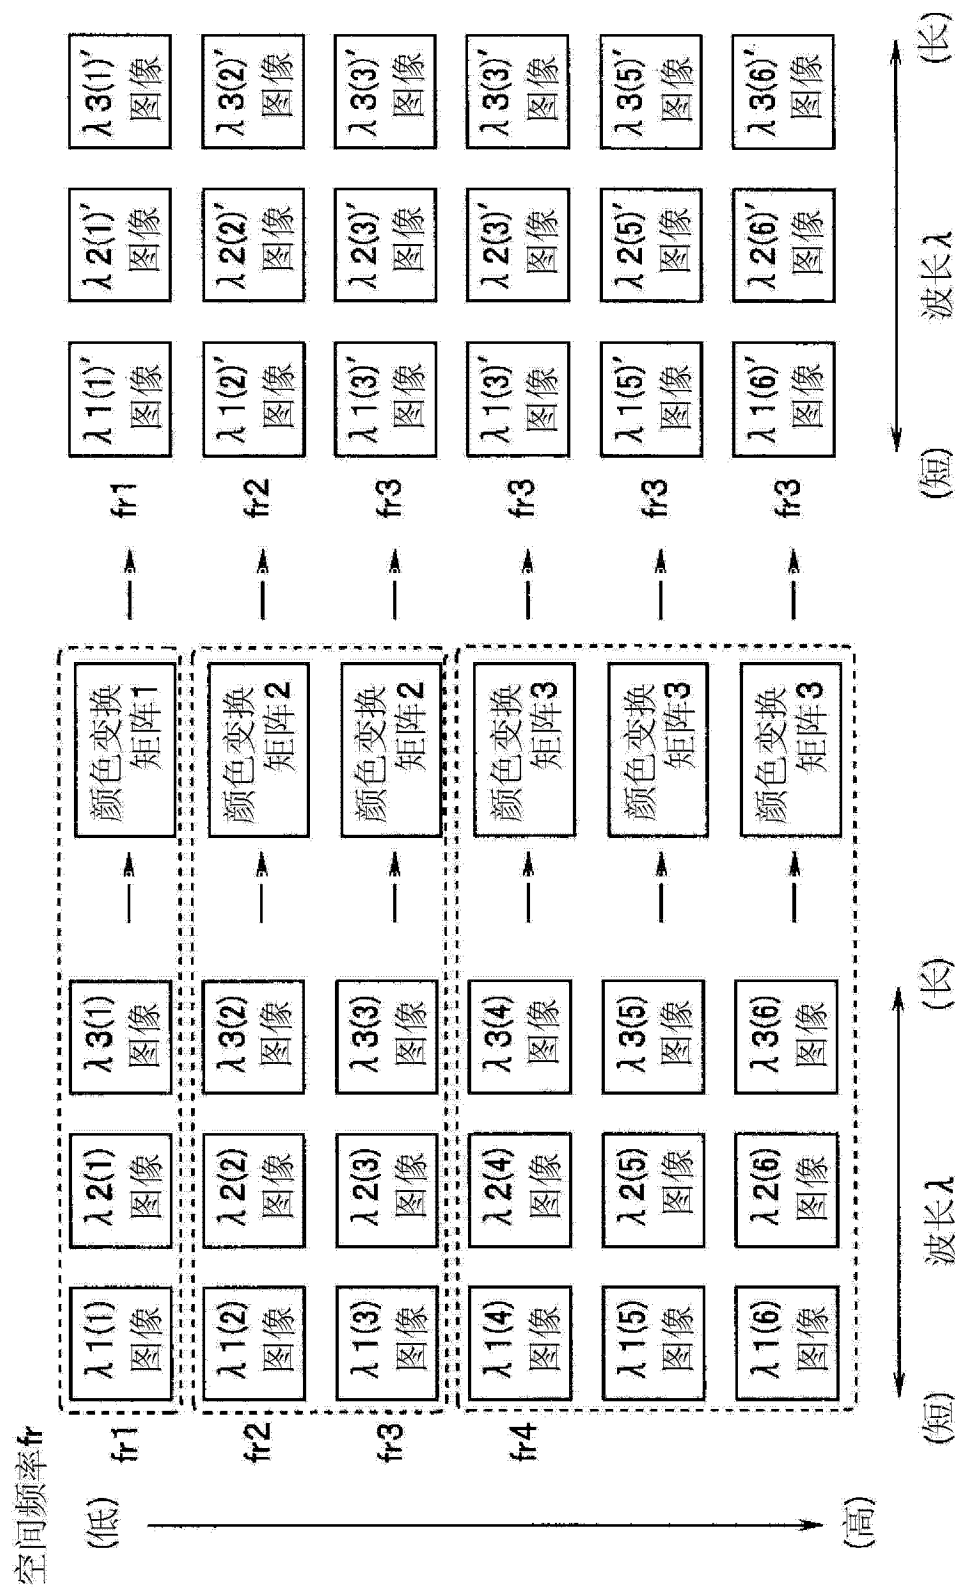 空间频率fr
(低)
(高)
fr1
λ1(1)
图像
λ2(1)
图像
λ3(1)
图像
颜色变换
矩阵1
fr1
λ1(1)′
图像
λ2(1)′
图像
λ3(1)′
图像
fr2
λ1(2)
图像
λ2(2)
图像
λ3(2)
图像
颜色变换
矩阵2
fr2
λ1(2)′
图像
λ2(2)′
图像
λ3(2)′
图像
fr3
λ1(3)
图像
λ2(3)
图像
λ3(3)
图像
颜色变换
矩阵2
fr3
λ1(3)′
图像
λ2(3)′
图像
λ3(3)′
图像
fr4
λ1(4)
图像
λ2(4)
图像
λ3(4)
图像
颜色变换
矩阵3
fr3
λ1(3)′
图像
λ2(3)′
图像
λ3(3)′
图像
λ1(5)
图像
λ2(5)
图像
λ3(5)
图像
颜色变换
矩阵3
fr3
λ1(5)′
图像
λ2(5)′
图像
λ3(5)′
图像
λ1(6)
图像
λ2(6)
图像
λ3(6)
图像
颜色变换
矩阵3
fr3
λ1(6)′
图像
λ2(6)′
图像
λ3(6)′
图像
(短)
波长λ
(长)
(短)
波长λ
(长)